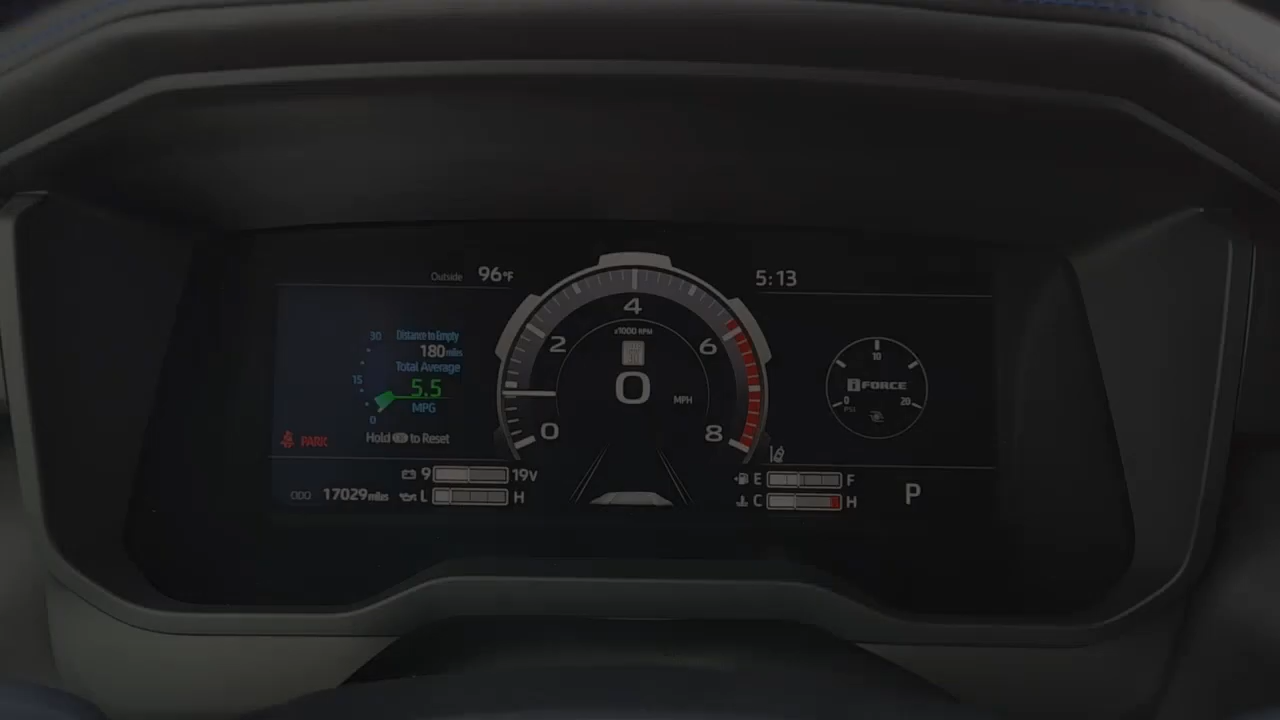 Outside 96°F
5:13
30
15
0
Distance to Empty
180 miles
Total Average
5.5
MPG
Hold to Reset
PARK
9 19V
ODO 17029 miles
L H
0
2
4
6
8
x1000 RPM
0
MPH
10
i FORCE
0
20
PSI
E F
C H
P